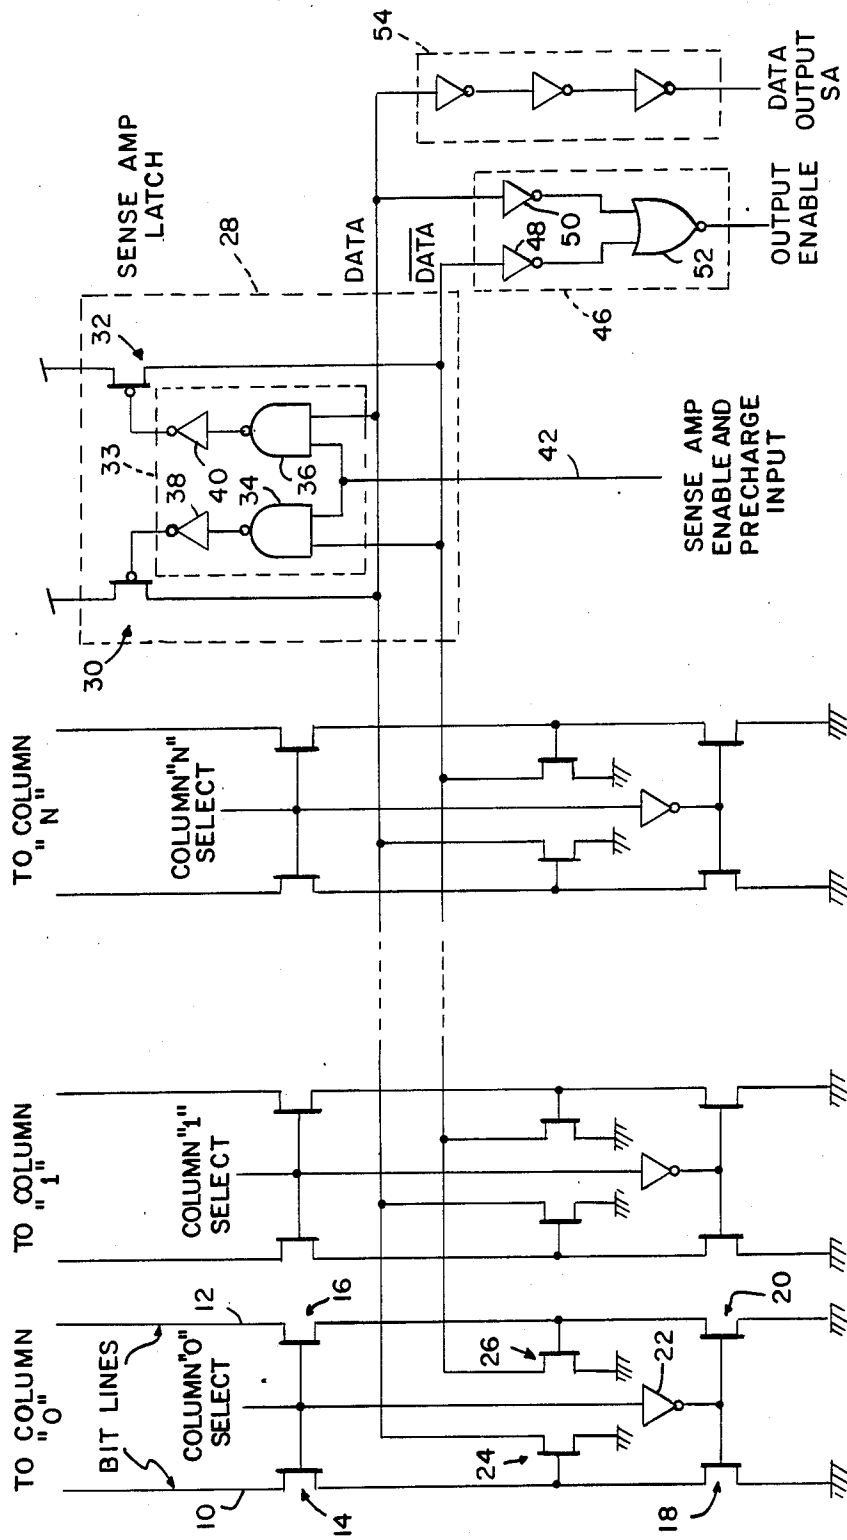 TO COLUMN
"0"
BIT LINES
10
12
COLUMN "0"
SELECT
14
16
24
26
22
18
20
TO COLUMN
"1"
COLUMN "1"
SELECT
TO COLUMN
"N"
COLUMN "N"
SELECT
SENSE AMP
LATCH
28
30
32
33
38
40
34
36
42
SENSE AMP
ENABLE AND
PRECHARGE
INPUT
DATA
DATA
46
48
50
52
OUTPUT
ENABLE
54
DATA
OUTPUT
SA